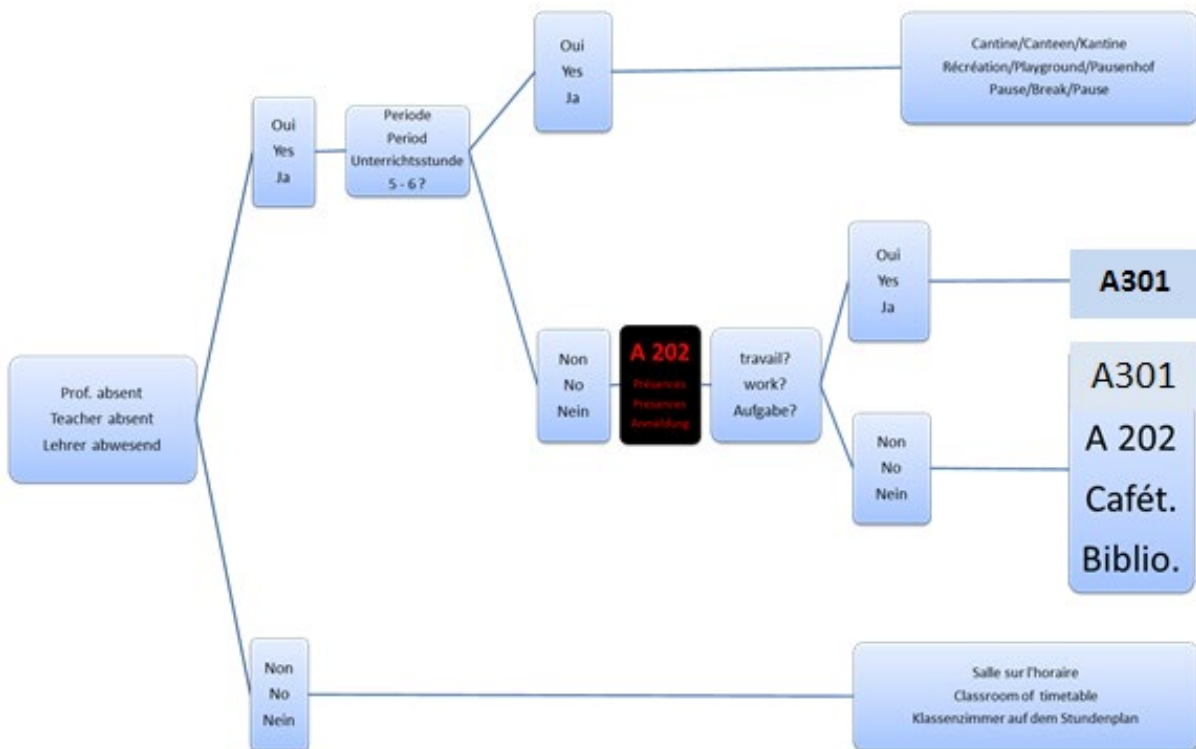 Oui
Yes
Ja
Cantine/Canteen/Kantine
Récréation/Playground/Pausenhof
Pause/Break/Pause
Oui
Yes
Ja
Periode
Period
Unterrichtsstunde
5 - 6 ?
Oui
Yes
Ja
A301
Non
No
Nein
A 202
Présences
Presences
Anmeldung
travail?
work?
Aufgabe?
Prof. absent
Teacher absent
Lehrer abwesend
Non
No
Nein
A301
A 202
Cafét.
Biblio.
Non
No
Nein
Salle sur l'horaire
Classroom of timetable
Klassenzimmer auf dem Stundenplan